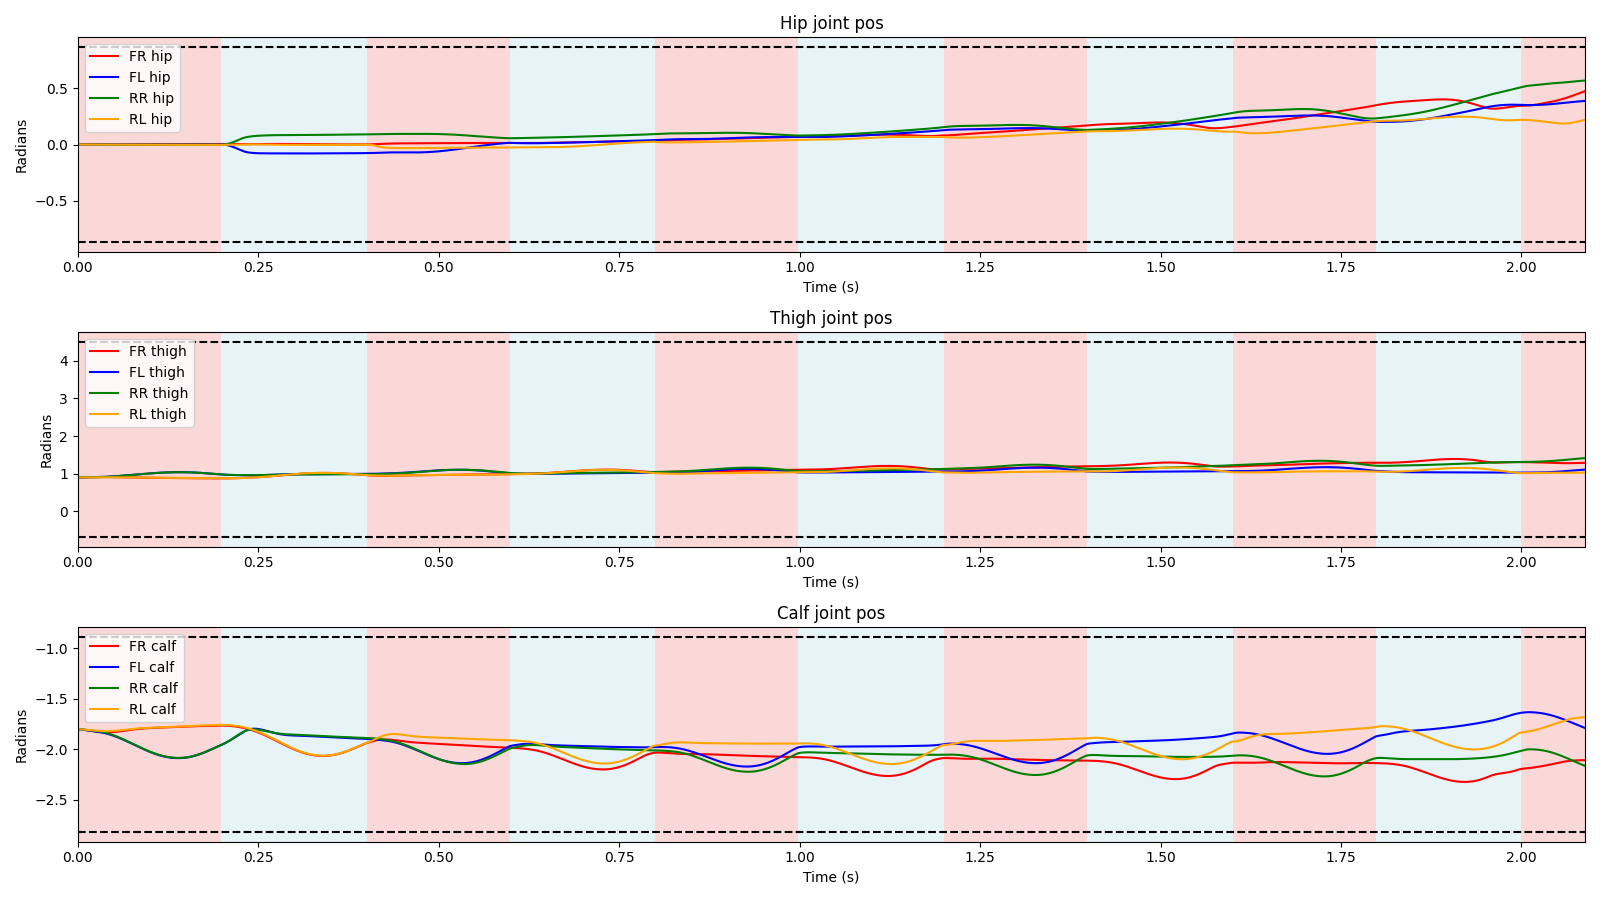 Hip joint pos
FR hip
FL hip
RR hip
RL hip
0.5
0.0
−0.5
Radians
0.00 0.25 0.50 0.75 1.00 1.25 1.50 1.75 2.00
Time (s)
Thigh joint pos
FR thigh
FL thigh
RR thigh
RL thigh
4
3
2
1
0
Radians
0.00 0.25 0.50 0.75 1.00 1.25 1.50 1.75 2.00
Time (s)
Calf joint pos
FR calf
FL calf
RR calf
RL calf
−1.0
−1.5
−2.0
−2.5
Radians
0.00 0.25 0.50 0.75 1.00 1.25 1.50 1.75 2.00
Time (s)